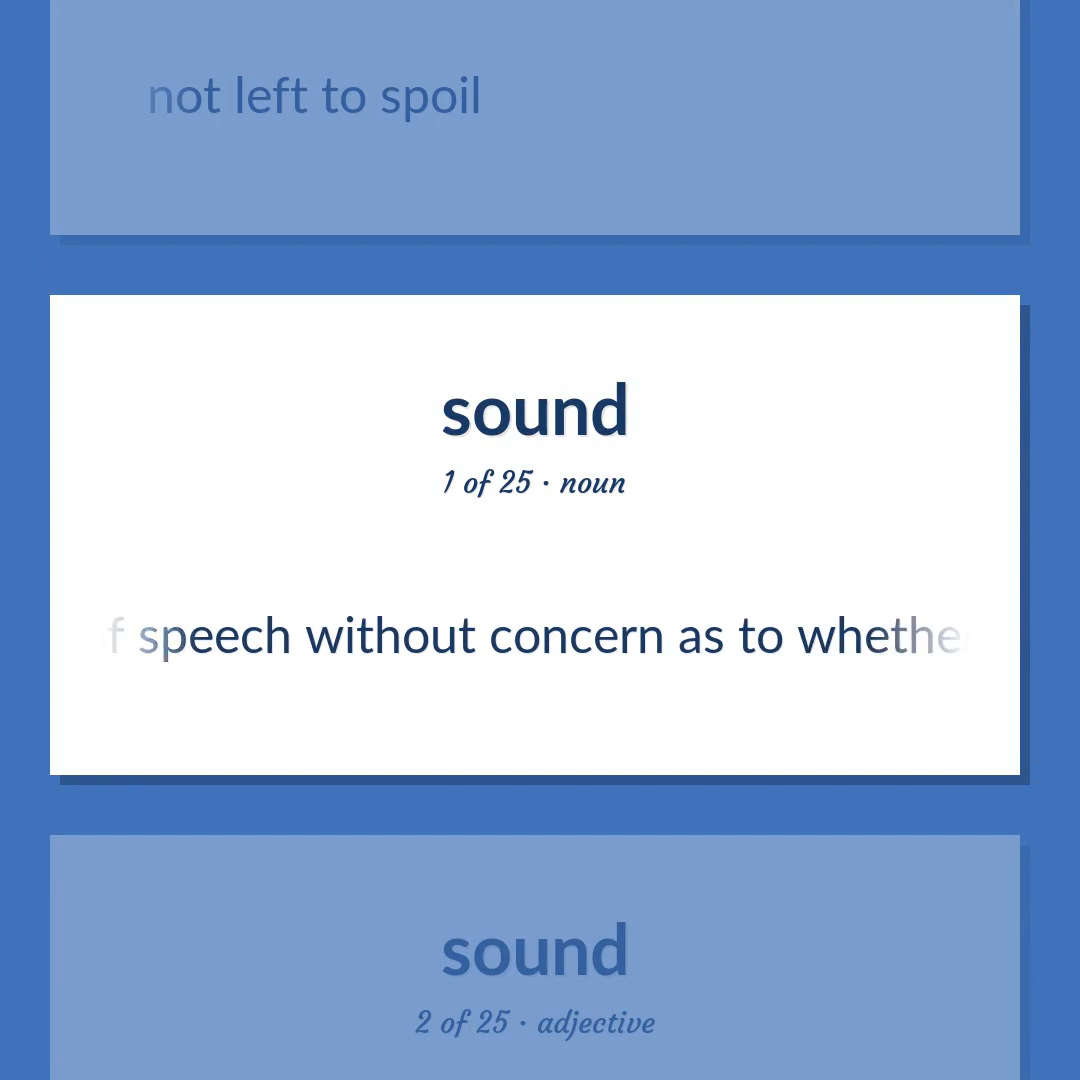 not left to spoil
sound
1 of 25 · noun
f speech without concern as to whethe
sound
2 of 25 · adjective